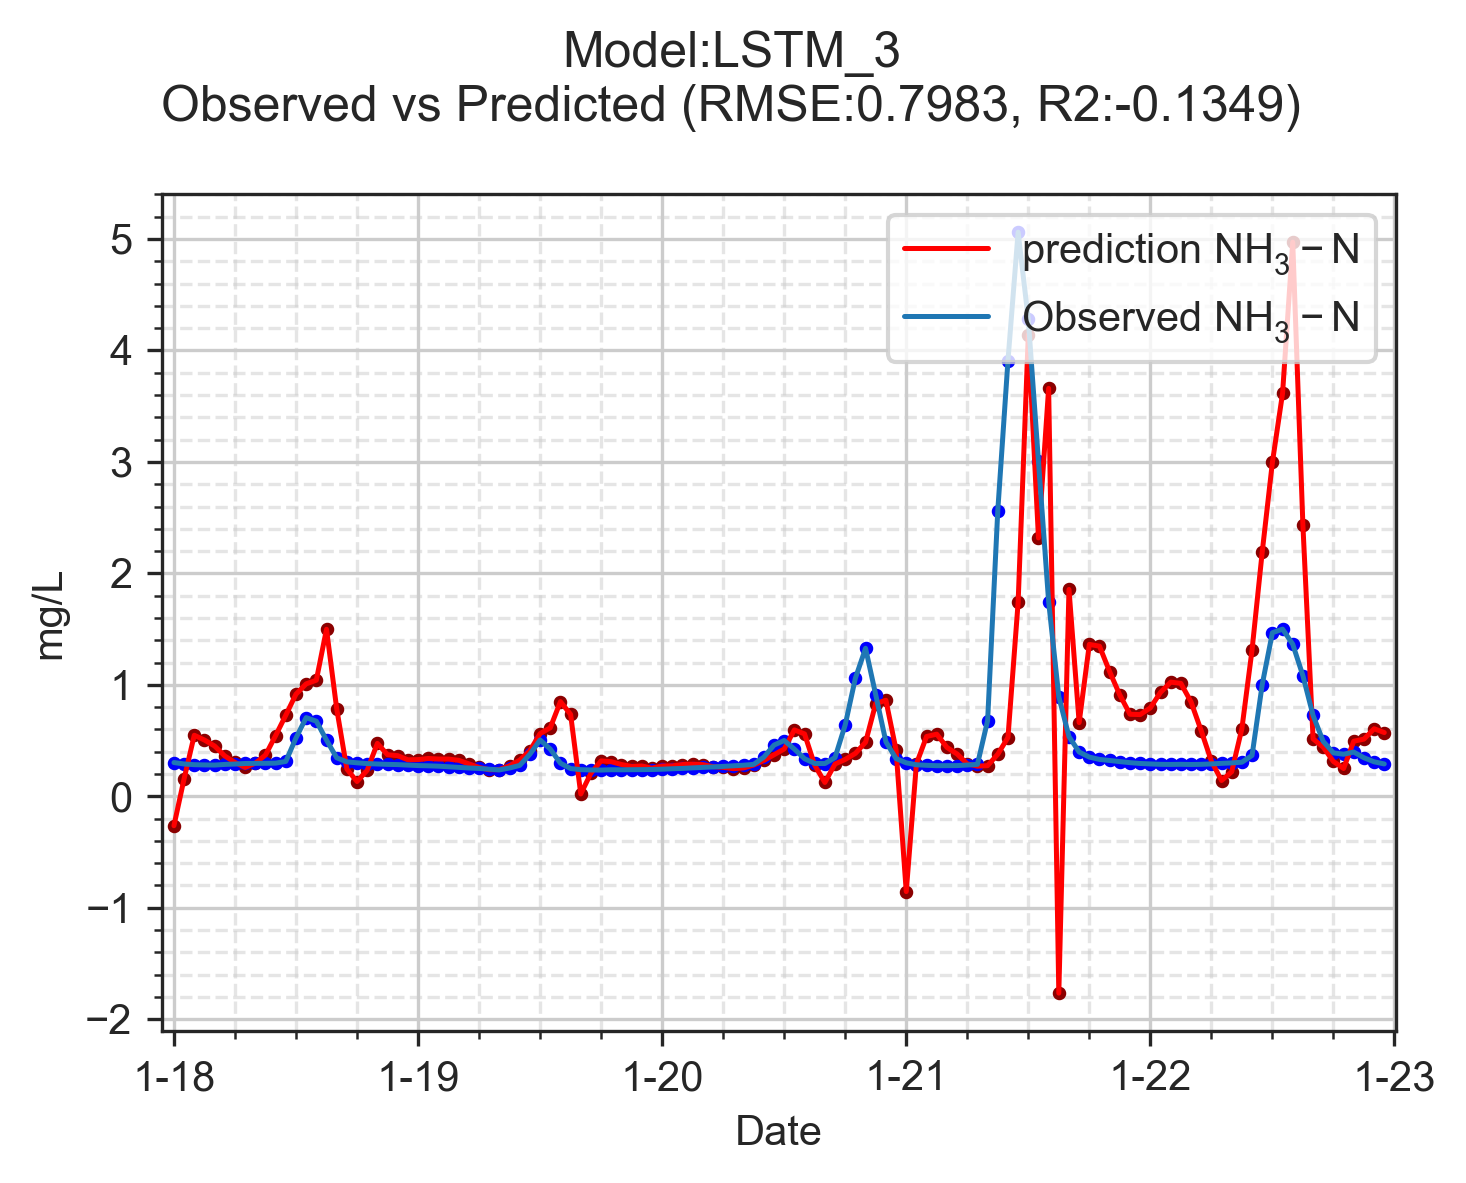 Model:LSTM_3
Observed vs Predicted (RMSE:0.7983, R2:-0.1349)
prediction NH₃ − N
Observed NH₃ − N
mg/L
5
4
3
2
1
0
−1
−2
1-18 1-19 1-20 1-21 1-22 1-23
Date